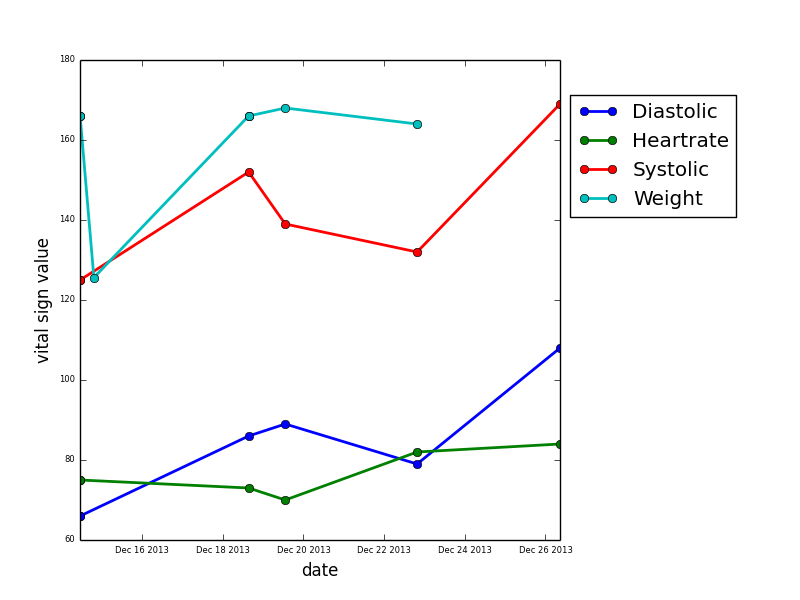 180
160
140
120
100
80
60
vital sign value
Dec 16 2013 Dec 18 2013 Dec 20 2013 Dec 22 2013 Dec 24 2013 Dec 26 2013
date
Diastolic
Heartrate
Systolic
Weight